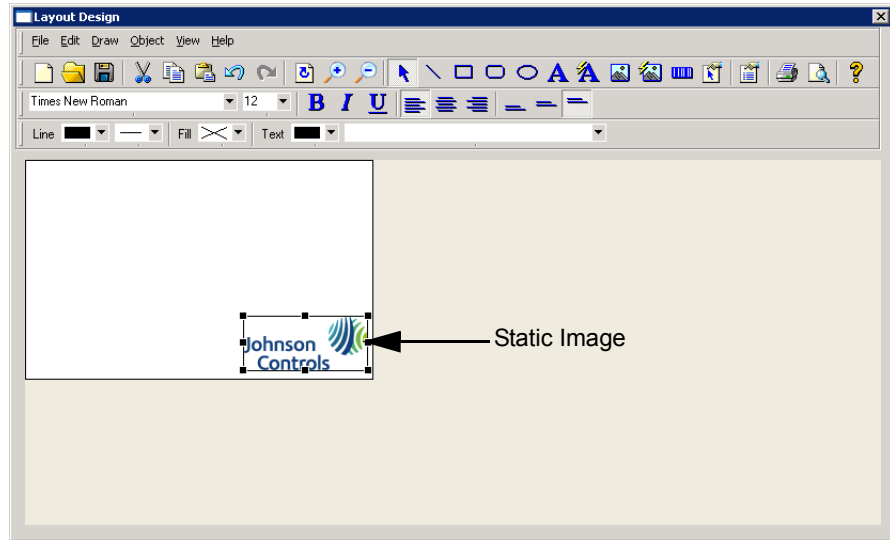 Layout Design
File Edit Draw Object View Help
Times New Roman 12 B I U
Line Fill Text
Johnson
Controls
Static Image